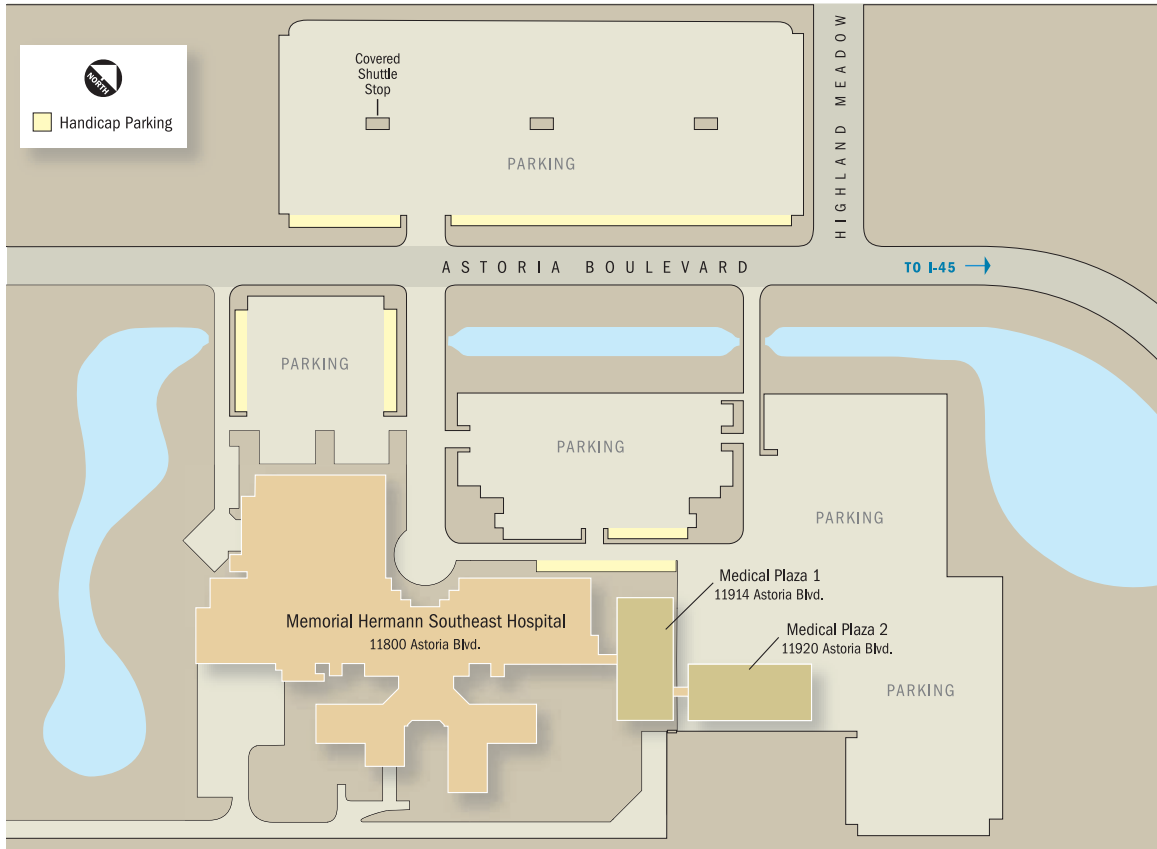 NORTH
Handicap Parking
Covered
Shuttle
Stop
PARKING
HIGHLAND MEADOW
ASTORIA BOULEVARD
TO I-45
PARKING
PARKING
PARKING
Medical Plaza 1
11914 Astoria Blvd.
Memorial Hermann Southeast Hospital
11800 Astoria Blvd.
Medical Plaza 2
11920 Astoria Blvd.
PARKING